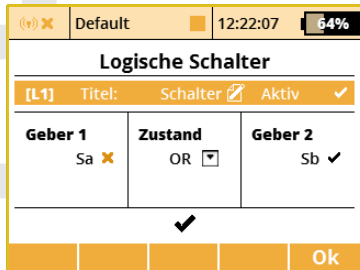 Default 12:22:07 64%
Logische Schalter
[L1] Titel: Schalter Aktiv
Geber 1 Zustand Geber 2
Sa OR Sb
Ok